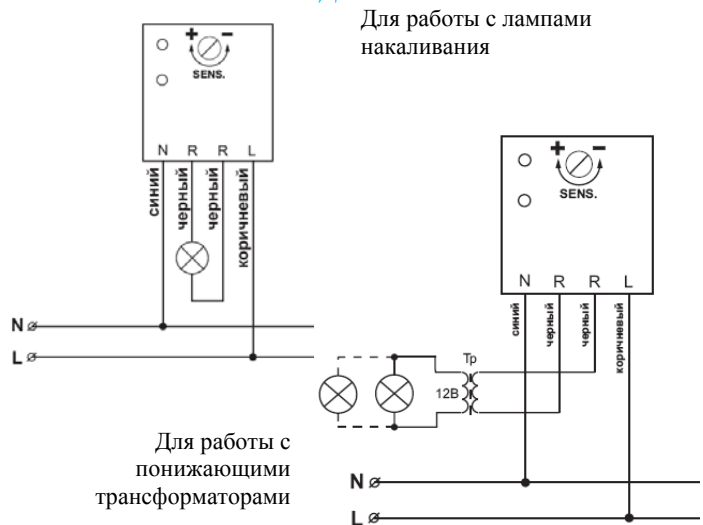 Для работы с лампами
накаливания
+ −
SENS.
N R R L
синий
черный
черный
коричневый
N
L
+ −
SENS.
N R R L
синий
черный
черный
коричневый
Тр
12В
Для работы с
понижающими
трансформаторами
N
L